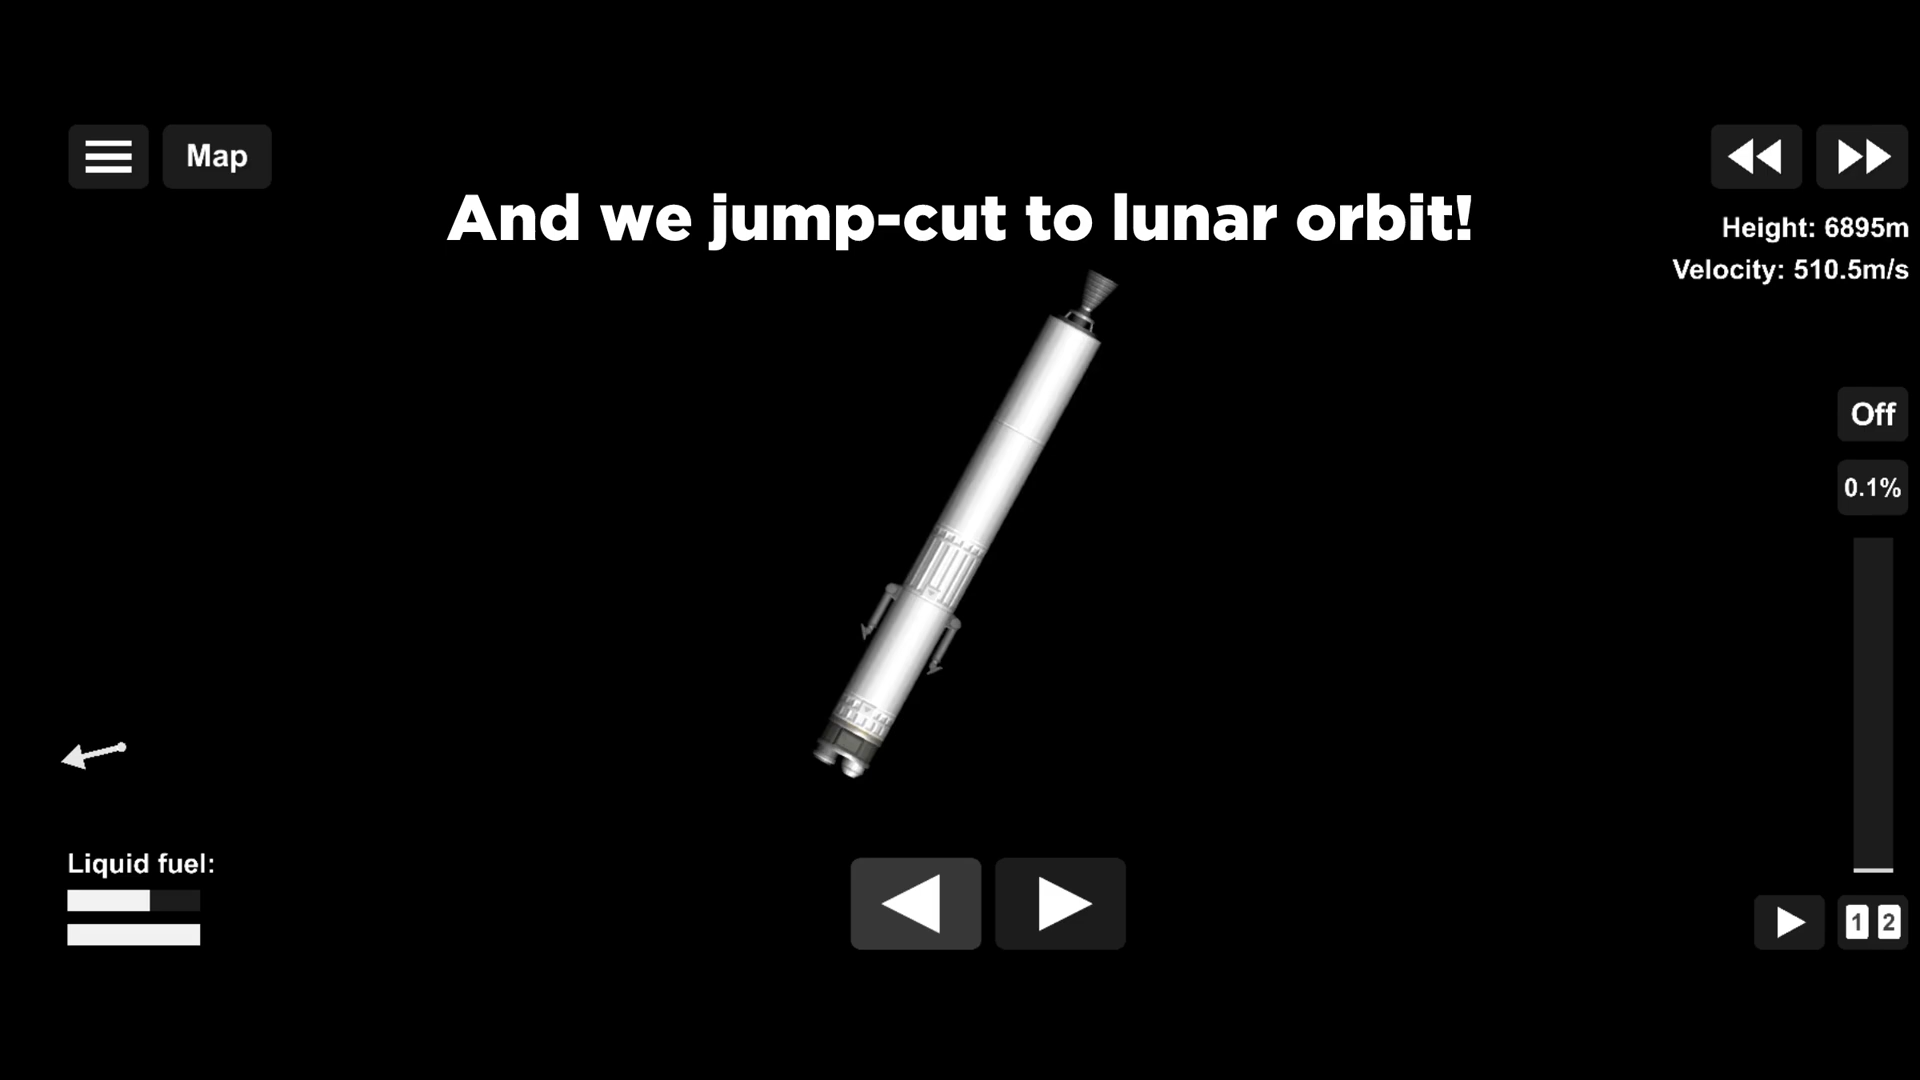 Map
And we jump-cut to lunar orbit!
Height: 6895m
Velocity: 510.5m/s
Off
0.1%
Liquid fuel:
1 2